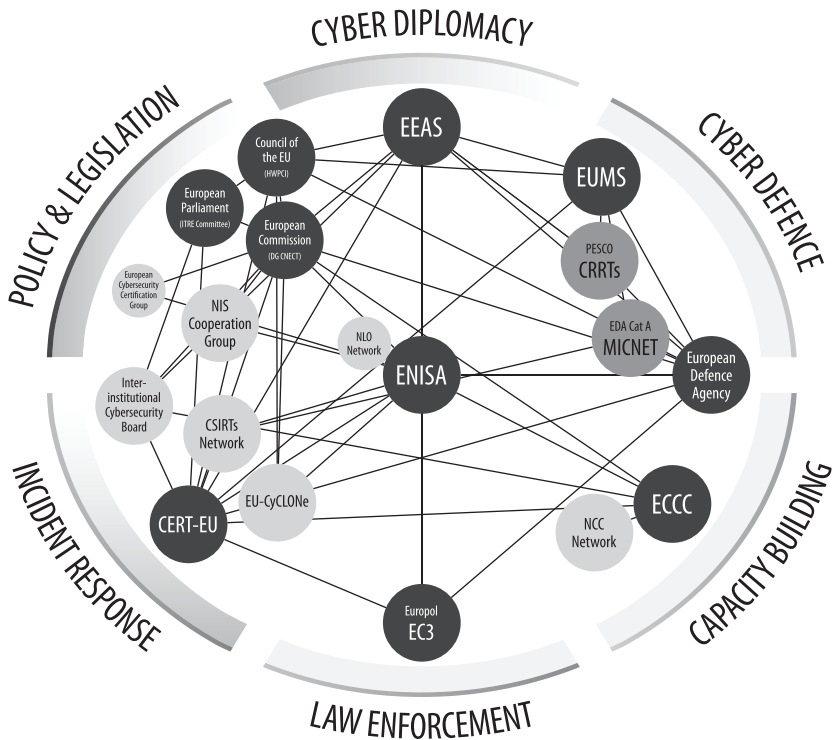 CYBER DIPLOMACY
POLICY & LEGISLATION
CYBER DEFENCE
EEAS
Council of
the EU
(HWPCI)
EUMS
European
Parliament
(ITRE Committee)
European
Commission
(DG CNECT)
PESCO
CRRTs
European
Cybersecurity
Certification
Group
NIS
Cooperation
Group
NLO
Network
EDA Cat A
MICNET
ENISA
European
Defence
Agency
Inter-
institutional
Cybersecurity
Board
CSIRTs
Network
EU-CyCLONe
CERT-EU
ECCC
NCC
Network
Europol
EC3
INCIDENT RESPONSE
CAPACITY BUILDING
LAW ENFORCEMENT